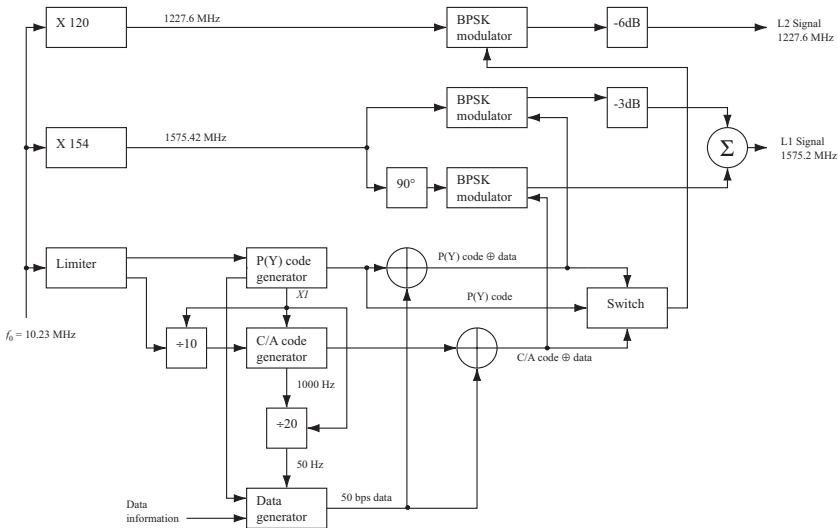 X 120
1227.6 MHz
BPSK
modulator
-6dB
L2 Signal
1227.6 MHz
X 154
1575.42 MHz
BPSK
modulator
-3dB
Σ
L1 Signal
1575.2 MHz
90°
BPSK
modulator
Limiter
P(Y) code
generator
P(Y) code ⊕ data
X1
P(Y) code
Switch
f0 = 10.23 MHz
÷10
C/A code
generator
C/A code ⊕ data
1000 Hz
÷20
50 Hz
Data
information
Data
generator
50 bps data